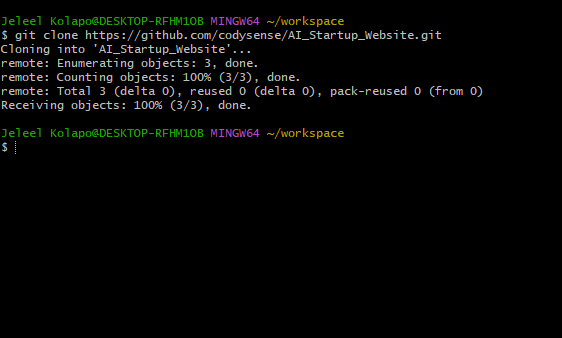 Jeleel Kolapo@DESKTOP-RFHM1OB MINGW64 ~/workspace
$ git clone https://github.com/codysense/AI_Startup_Website.git
Cloning into 'AI_Startup_Website'...
remote: Enumerating objects: 3, done.
remote: Counting objects: 100% (3/3), done.
remote: Total 3 (delta 0), reused 0 (delta 0), pack-reused 0 (from 0)
Receiving objects: 100% (3/3), done.
Jeleel Kolapo@DESKTOP-RFHM1OB MINGW64 ~/workspace
$